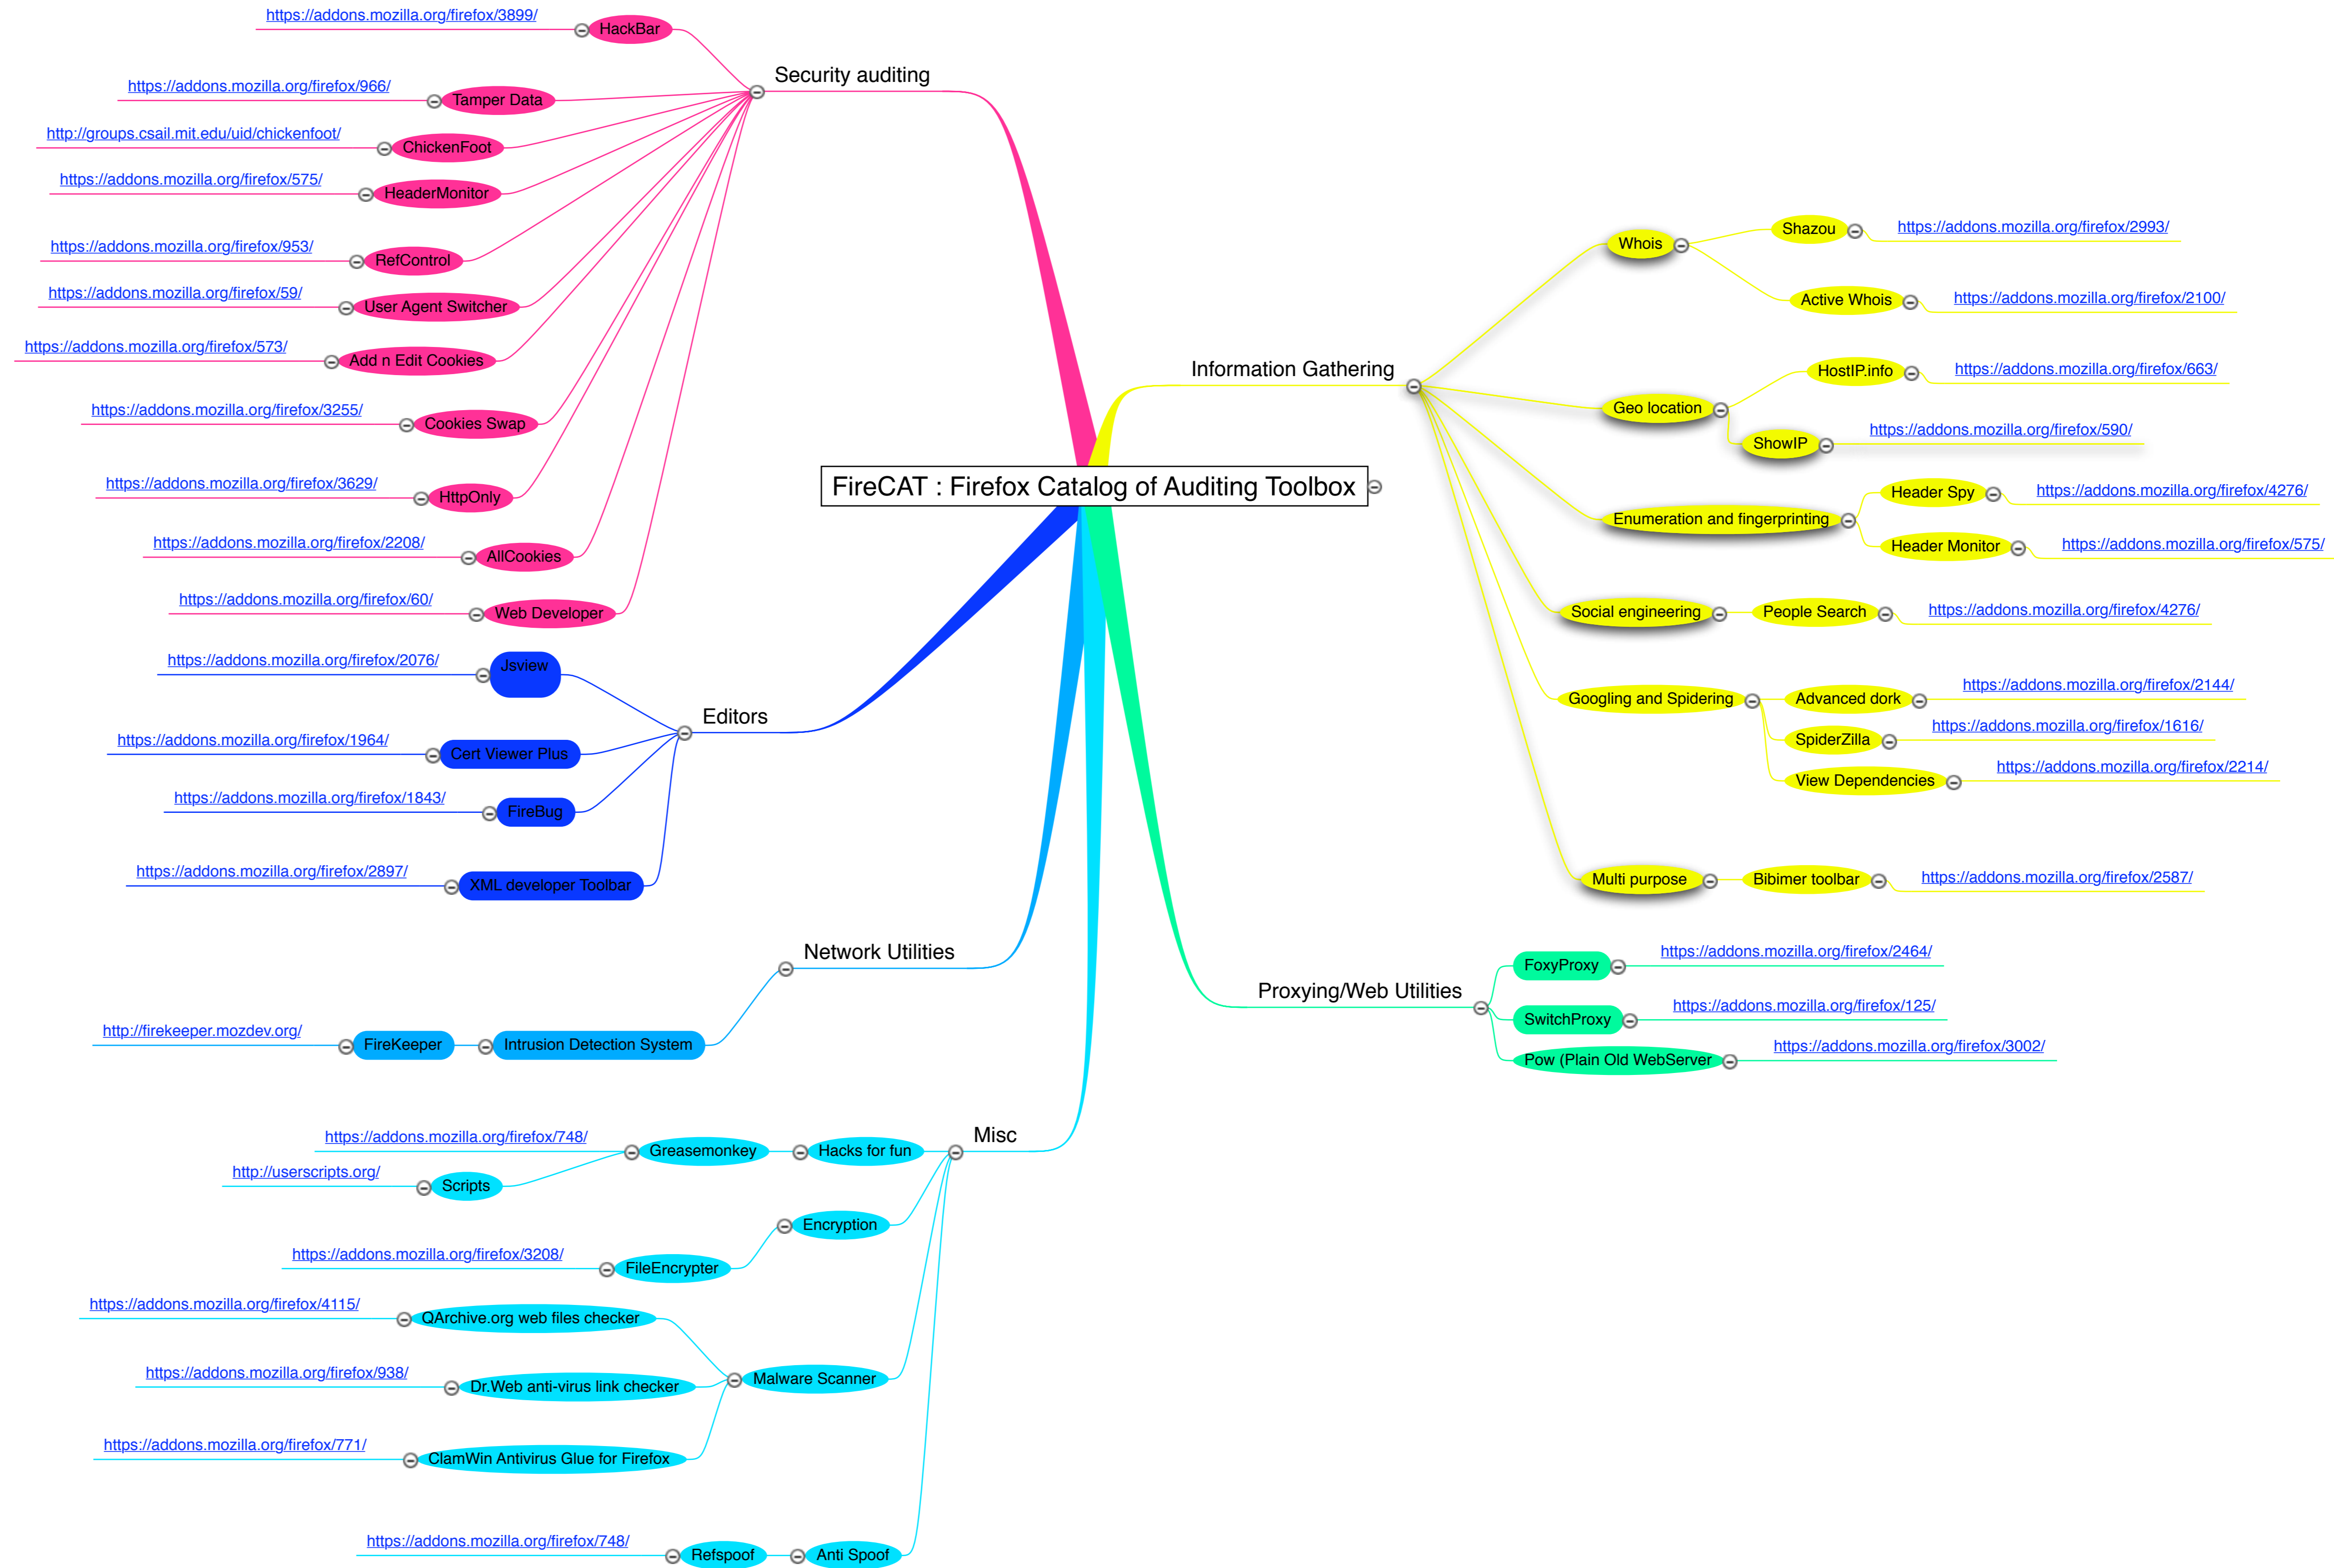 FireCAT : Firefox Catalog of Auditing Toolbox
Security auditing
https://addons.mozilla.org/firefox/3899/
HackBar
https://addons.mozilla.org/firefox/966/
Tamper Data
http://groups.csail.mit.edu/uid/chickenfoot/
ChickenFoot
https://addons.mozilla.org/firefox/575/
HeaderMonitor
https://addons.mozilla.org/firefox/953/
RefControl
https://addons.mozilla.org/firefox/59/
User Agent Switcher
https://addons.mozilla.org/firefox/573/
Add n Edit Cookies
https://addons.mozilla.org/firefox/3255/
Cookies Swap
https://addons.mozilla.org/firefox/3629/
HttpOnly
https://addons.mozilla.org/firefox/2208/
AllCookies
https://addons.mozilla.org/firefox/60/
Web Developer
Editors
https://addons.mozilla.org/firefox/2076/
Jsview
https://addons.mozilla.org/firefox/1964/
Cert Viewer Plus
https://addons.mozilla.org/firefox/1843/
FireBug
https://addons.mozilla.org/firefox/2897/
XML developer Toolbar
Network Utilities
http://firekeeper.mozdev.org/
FireKeeper
Intrusion Detection System
Misc
https://addons.mozilla.org/firefox/748/
Greasemonkey
Hacks for fun
http://userscripts.org/
Scripts
Encryption
https://addons.mozilla.org/firefox/3208/
FileEncrypter
https://addons.mozilla.org/firefox/4115/
QArchive.org web files checker
https://addons.mozilla.org/firefox/938/
Dr.Web anti-virus link checker
Malware Scanner
https://addons.mozilla.org/firefox/771/
ClamWin Antivirus Glue for Firefox
https://addons.mozilla.org/firefox/748/
Refspoof
Anti Spoof
Information Gathering
Whois
Shazou
https://addons.mozilla.org/firefox/2993/
Active Whois
https://addons.mozilla.org/firefox/2100/
Geo location
HostIP.info
https://addons.mozilla.org/firefox/663/
ShowIP
https://addons.mozilla.org/firefox/590/
Enumeration and fingerprinting
Header Spy
https://addons.mozilla.org/firefox/4276/
Header Monitor
https://addons.mozilla.org/firefox/575/
Social engineering
People Search
https://addons.mozilla.org/firefox/4276/
Googling and Spidering
Advanced dork
https://addons.mozilla.org/firefox/2144/
SpiderZilla
https://addons.mozilla.org/firefox/1616/
View Dependencies
https://addons.mozilla.org/firefox/2214/
Multi purpose
Bibimer toolbar
https://addons.mozilla.org/firefox/2587/
Proxying/Web Utilities
FoxyProxy
https://addons.mozilla.org/firefox/2464/
SwitchProxy
https://addons.mozilla.org/firefox/125/
Pow (Plain Old WebServer
https://addons.mozilla.org/firefox/3002/